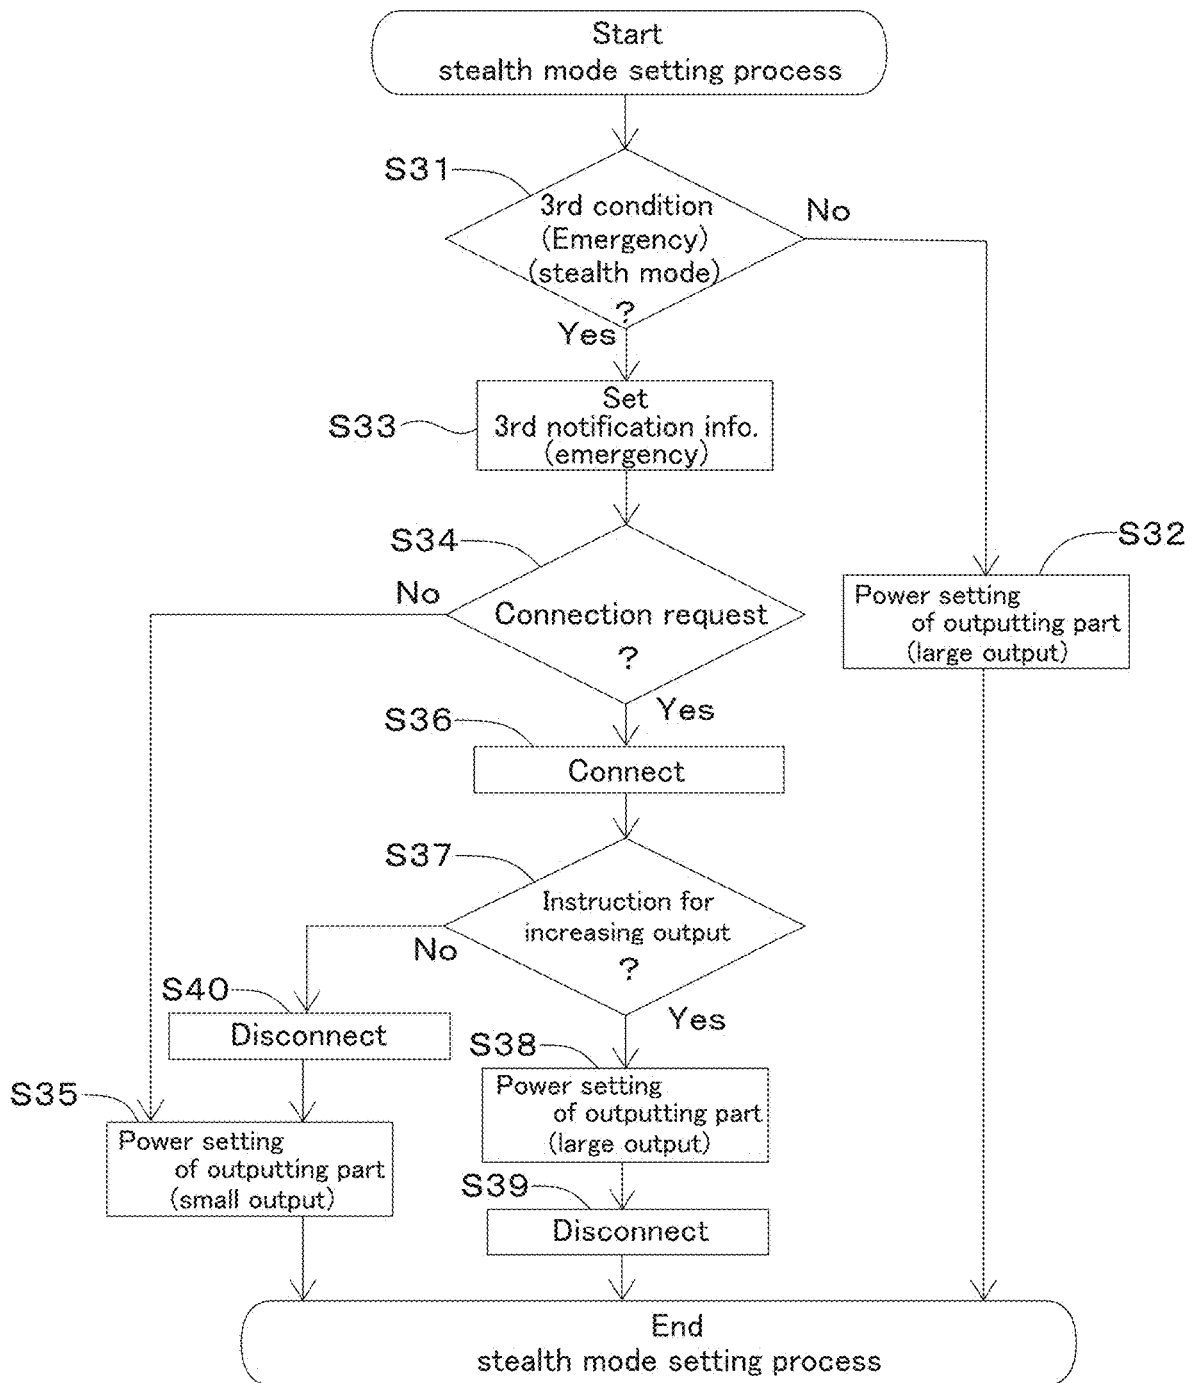 Start
stealth mode setting process
S31
3rd condition
(Emergency)
(stealth mode)
?
No
Yes
Set
3rd notification info.
(emergency)
S33
S34
No
Connection request
?
S32
Power setting
of outputting part
(large output)
Yes
S36
Connect
S37
Instruction for
increasing output
?
No
Yes
S40
Disconnect
S38
Power setting
of outputting part
(large output)
S35
Power setting
of outputting part
(small output)
S39
Disconnect
End
stealth mode setting process